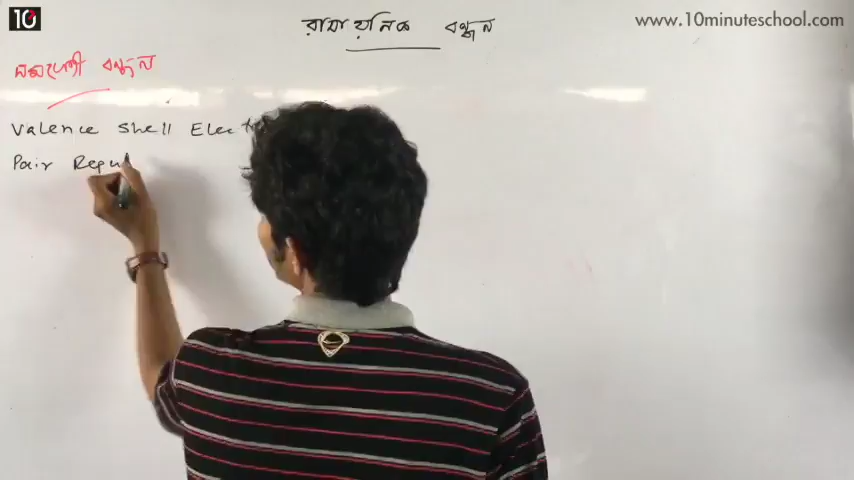 10
www.10minuteschool.com
রাসায়নিক বন্ধন
সমযোজী বন্ধন
Valence Shell
Pair